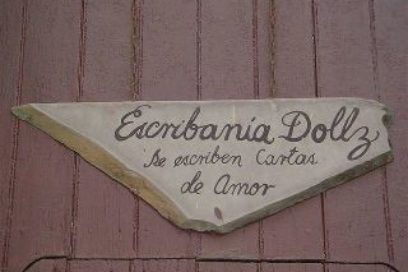 Escribanía Dollz
Se escriben Cartas
de Amor